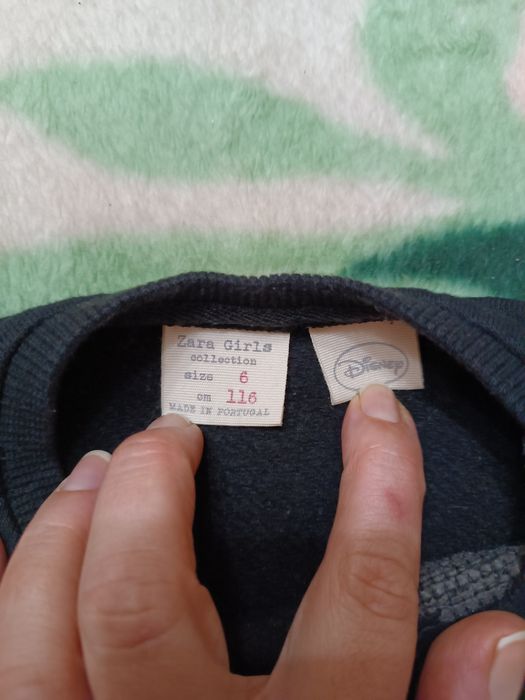 Zara Girls
collection
size 6
cm 116
MADE IN PORTUGAL
DISNEY